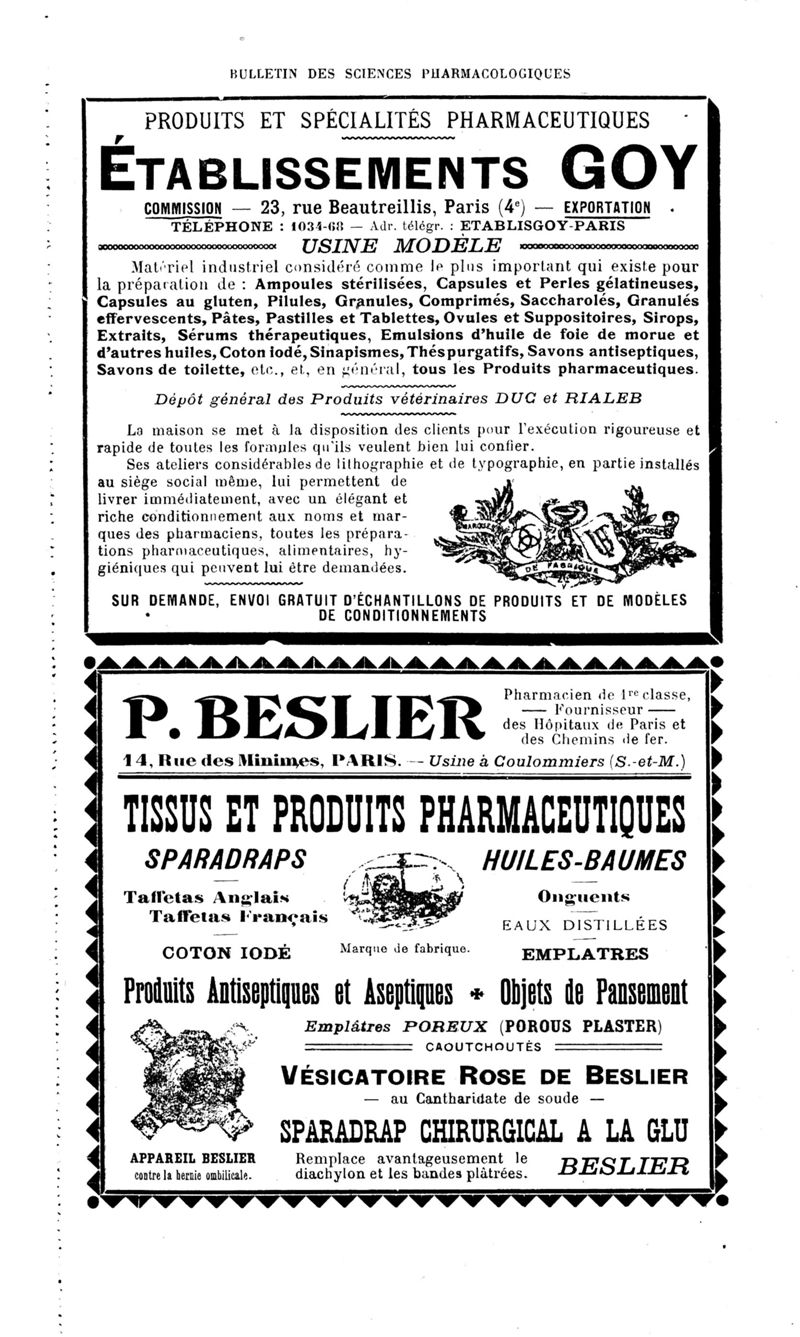 BULLETIN DES SCIENCES PHARMACOLOGIQUES
PRODUITS ET SPÉCIALITÉS PHARMACEUTIQUES
ÉTABLISSEMENTS GOY
COMMISSION — 23, rue Beautreillis, Paris (4e) — EXPORTATION
TÉLÉPHONE : 1034-68 — Adr. télégr. : ETABLISGOY-PARIS
USINE MODÈLE
Matériel industriel considéré comme le plus important qui existe pour
la préparation de : Ampoules stérilisées, Capsules et Perles gélatineuses,
Capsules au gluten, Pilules, Granules, Comprimés, Saccharolés, Granulés
effervescents, Pâtes, Pastilles et Tablettes, Ovules et Suppositoires, Sirops,
Extraits, Sérums thérapeutiques, Emulsions d'huile de foie de morue et
d'autres huiles, Coton iodé, Sinapismes, Thés purgatifs, Savons antiseptiques,
Savons de toilette, etc., et, en général, tous les Produits pharmaceutiques.
Dépôt général des Produits vétérinaires DUC et RIALEB
La maison se met à la disposition des clients pour l'exécution rigoureuse et
rapide de toutes les formules qu'ils veulent bien lui confier.
Ses ateliers considérables de lithographie et de typographie, en partie installés
au siège social même, lui permettent de
livrer immédiatement, avec un élégant et
riche conditionnement aux noms et mar-
ques des pharmaciens, toutes les prépara-
tions pharmaceutiques, alimentaires, hy-
giéniques qui peuvent lui être demandées.
MARQUES
DE FABRIQUE
DÉPOSÉES
SUR DEMANDE, ENVOI GRATUIT D'ÉCHANTILLONS DE PRODUITS ET DE MODÈLES
DE CONDITIONNEMENTS
P. BESLIER
Pharmacien de 1re classe,
— Fournisseur —
des Hôpitaux de Paris et
des Chemins de fer.
14, Rue des Minimes, PARIS. — Usine à Coulommiers (S.-et-M.)
TISSUS ET PRODUITS PHARMACEUTIQUES
SPARADRAPS
HUILES-BAUMES
Taffetas Anglais
Taffetas Français
COTON IODÉ
Marque de fabrique.
Onguents
EAUX DISTILLÉES
EMPLATRES
Produits Antiseptiques et Aseptiques + Objets de Pansement
Emplâtres POREUX (POROUS PLASTER)
CAOUTCHOUTÉS
VÉSICATOIRE ROSE DE BESLIER
— au Cantharidate de soude —
SPARADRAP CHIRURGICAL A LA GLU
APPAREIL BESLIER
contre la hernie ombilicale.
Remplace avantageusement le
diachylon et les bandes plâtrées.
BESLIER